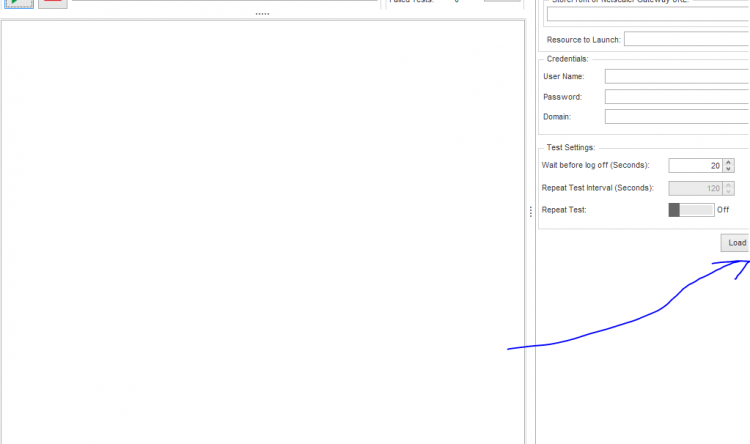 Failed Tests: 0
StoreFront or Netscaler Gateway URL:
Resource to Launch:
Credentials:
User Name:
Password:
Domain:
Test Settings:
Wait before log off (Seconds): 20
Repeat Test Interval (Seconds): 120
Repeat Test: Off
Load